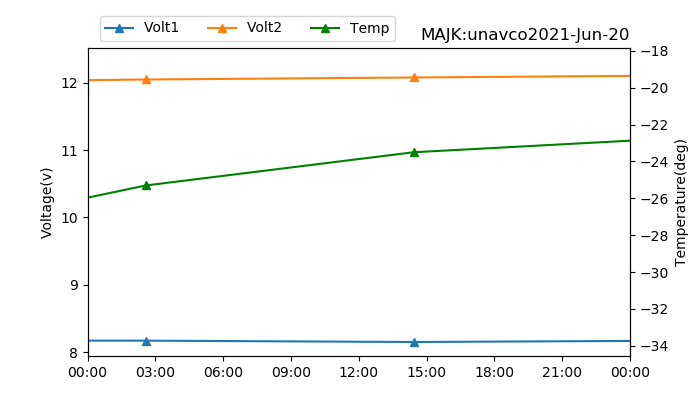 Volt1 Volt2 Temp
MAJK:unavco2021-Jun-20
Voltage(v)
12
11
10
9
8
−18
−20
−22
−24
−26
−28
−30
−32
−34
Temperature(deg)
00:00 03:00 06:00 09:00 12:00 15:00 18:00 21:00 00:00